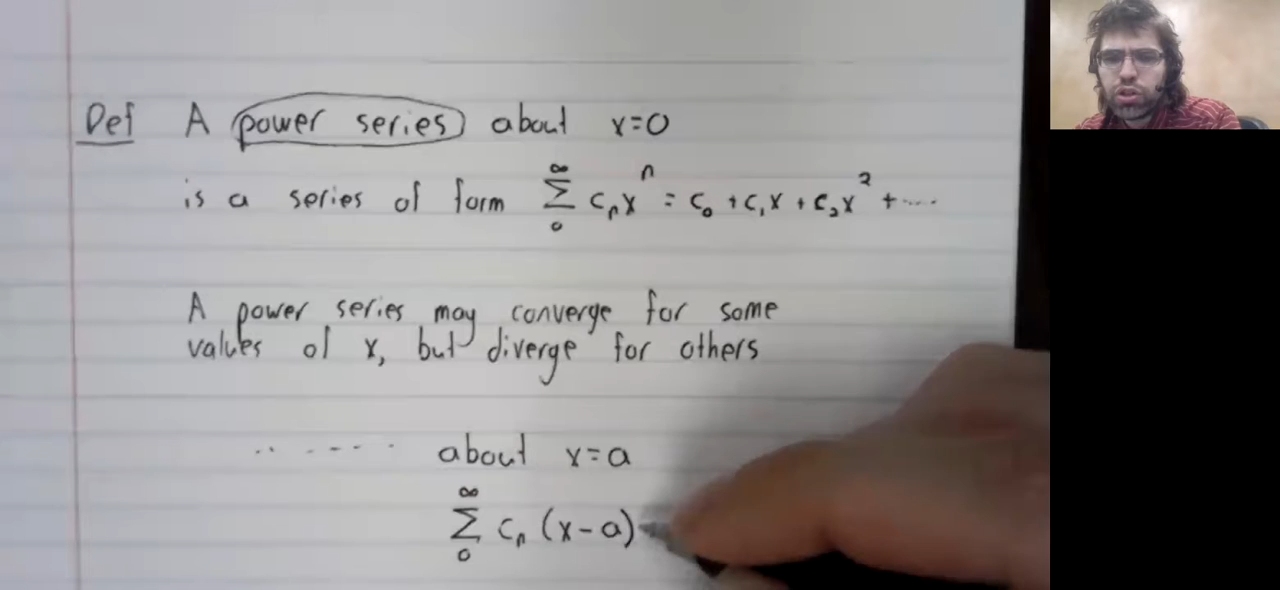 Def A power series about x=0
is a series of form ∑₀^∞ cₙxⁿ = c₀ + c₁x + c₂x² + ....
A power series may converge for some
values of x, but diverge for others
.. - - - - about x=a
∑₀^∞ cₙ (x-a)